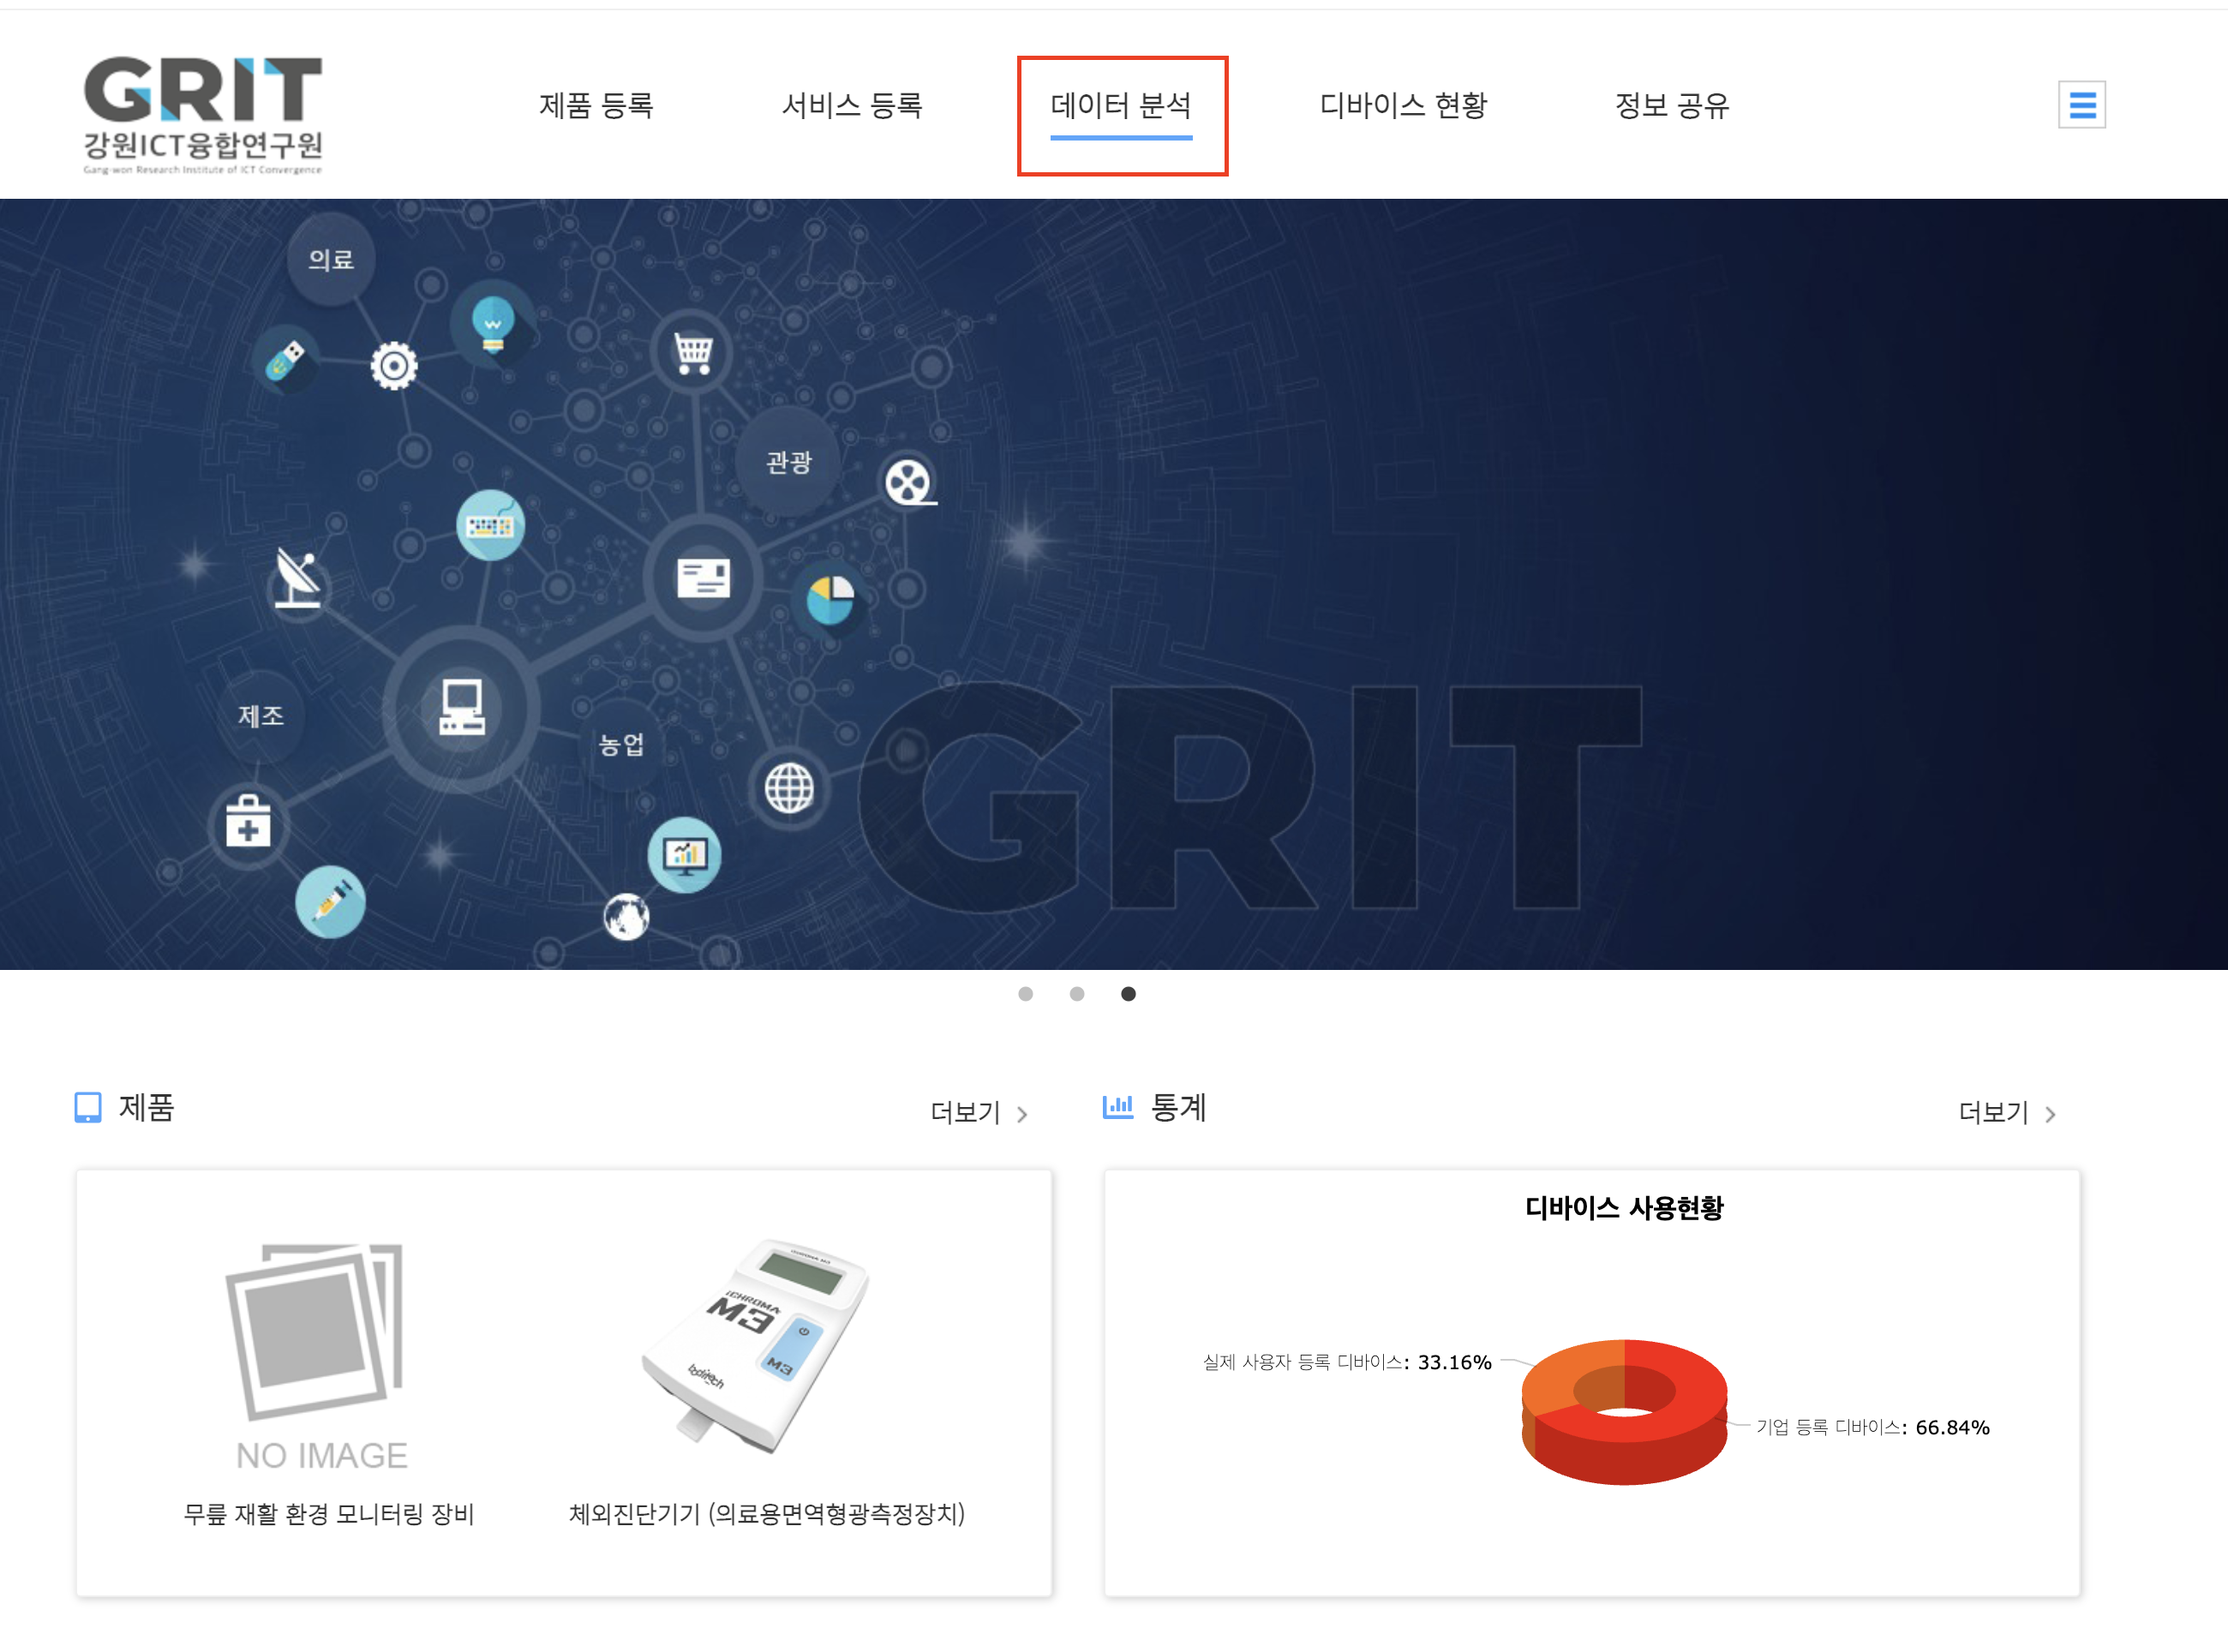 GRIT
강원ICT융합연구원
Gang-won Research Institute of ICT Convergence
제품 등록
서비스 등록
데이터 분석
디바이스 현황
정보 공유
의료
관광
제조
농업
GRIT
제품
더보기
통계
더보기
NO IMAGE
무릎 재활 환경 모니터링 장비
iCHROMA
M3
M3
boditech
체외진단기기 (의료용면역형광측정장치)
디바이스 사용현황
실제 사용자 등록 디바이스: 33.16%
기업 등록 디바이스: 66.84%